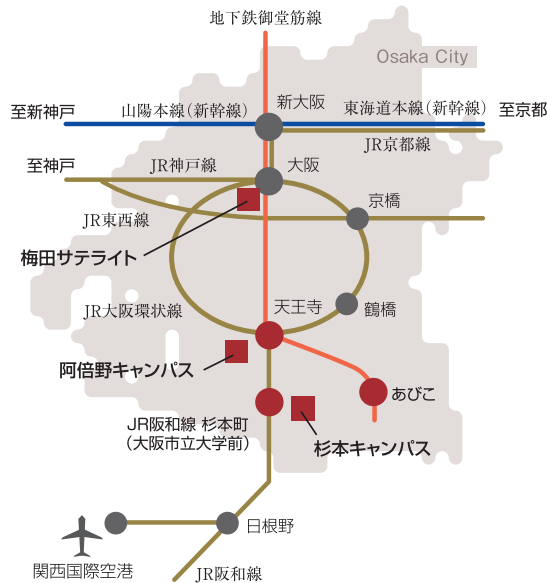 地下鉄御堂筋線
Osaka City
至新神戸
山陽本線(新幹線)
新大阪
東海道本線(新幹線)
至京都
JR京都線
至神戸
JR神戸線
大阪
京橋
JR東西線
梅田サテライト
JR大阪環状線
天王寺
鶴橋
阿倍野キャンパス
あびこ
JR阪和線 杉本町
(大阪市立大学前)
杉本キャンパス
日根野
関西国際空港
JR阪和線